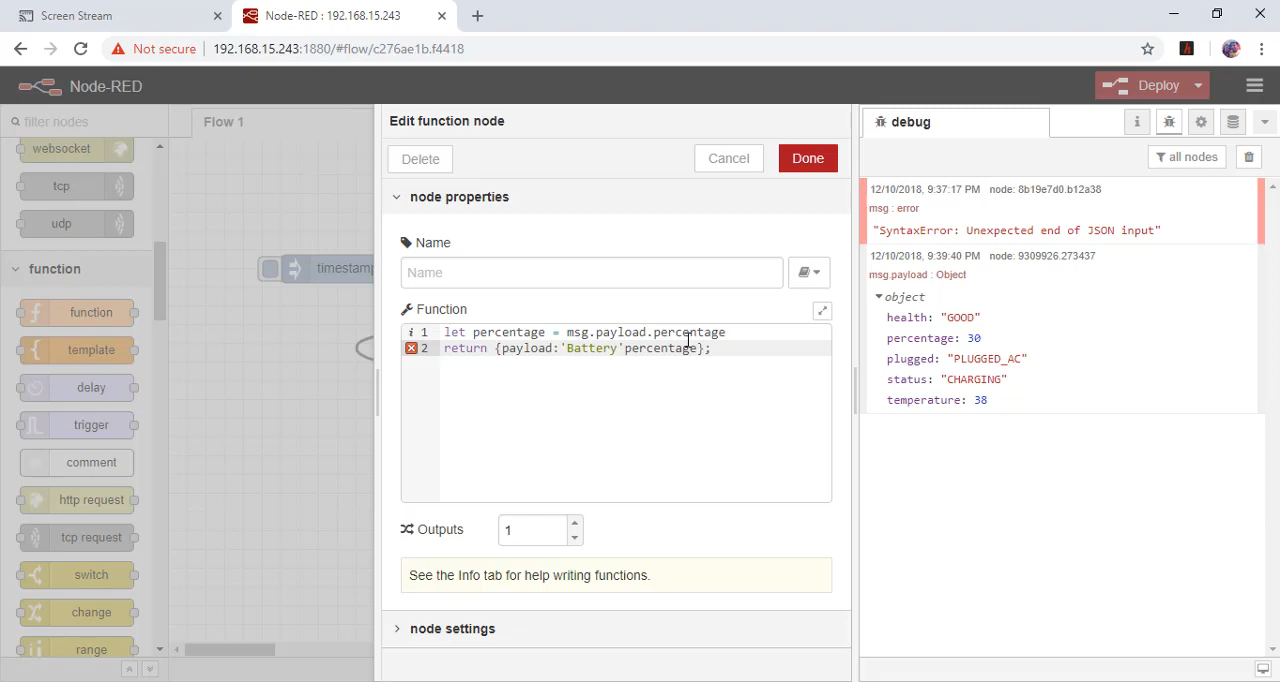 Screen Stream
Node-RED : 192.168.15.243
Not secure
192.168.15.243:1880/#flow/c276ae1b.f4418
Node-RED
Deploy
filter nodes
websocket
tcp
udp
function
function
template
delay
trigger
comment
http request
tcp request
switch
change
range
Flow 1
timestamp
Edit function node
Delete
Cancel
Done
node properties
Name
Name
Function
i 1 let percentage = msg.payload.percentage
2 return {payload:'Battery'percentage};
Outputs
1
See the Info tab for help writing functions.
node settings
debug
i
all nodes
12/10/2018, 9:37:17 PM node: 8b19e7d0.b12a38
msg : error
"SyntaxError: Unexpected end of JSON input"
12/10/2018, 9:39:40 PM node: 9309926.273437
msg.payload : Object
object
health: "GOOD"
percentage: 30
plugged: "PLUGGED_AC"
status: "CHARGING"
temperature: 38